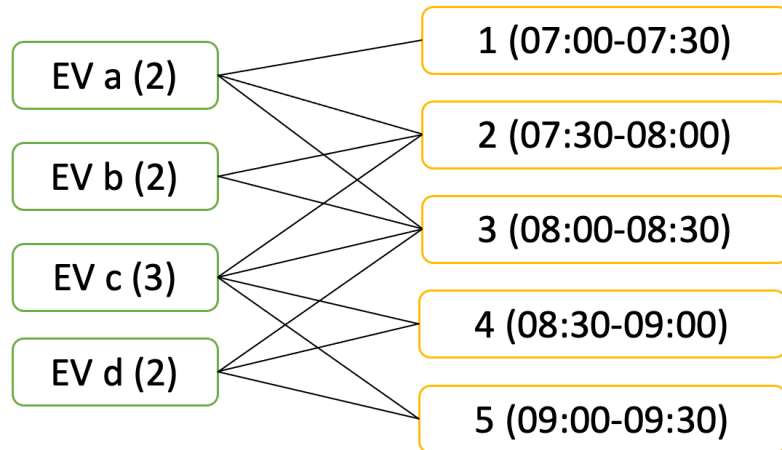 EV a (2)
EV b (2)
EV c (3)
EV d (2)
1 (07:00-07:30)
2 (07:30-08:00)
3 (08:00-08:30)
4 (08:30-09:00)
5 (09:00-09:30)